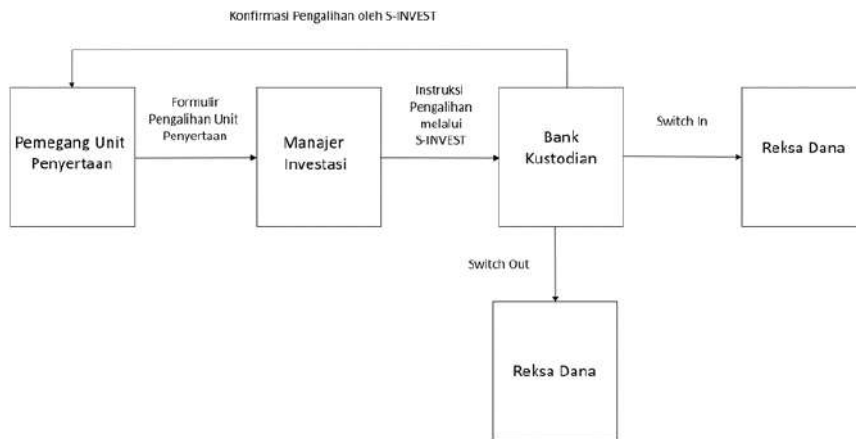 Konfirmasi Pengalihan oleh S-INVEST
Pemegang Unit
Penyertaan
Formulir
Pengalihan Unit
Penyertaan
Manajer
Investasi
Instruksi
Pengalihan
melalui
S-INVEST
Bank
Kustodian
Switch In
Reksa Dana
Switch Out
Reksa Dana